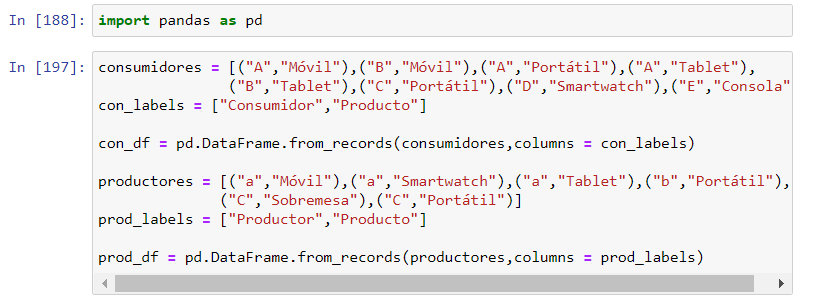 In [188]: import pandas as pd
In [197]: consumidores = [("A","Móvil"),("B","Móvil"),("A","Portátil"),("A","Tablet"),
("B","Tablet"),("C","Portátil"),("D","Smartwatch"),("E","Consola"
con_labels = ["Consumidor","Producto"]
con_df = pd.DataFrame.from_records(consumidores,columns = con_labels)
productores = [("a","Móvil"),("a","Smartwatch"),("a","Tablet"),("b","Portátil"),
("C","Sobremesa"),("C","Portátil")]
prod_labels = ["Productor","Producto"]
prod_df = pd.DataFrame.from_records(productores,columns = prod_labels)